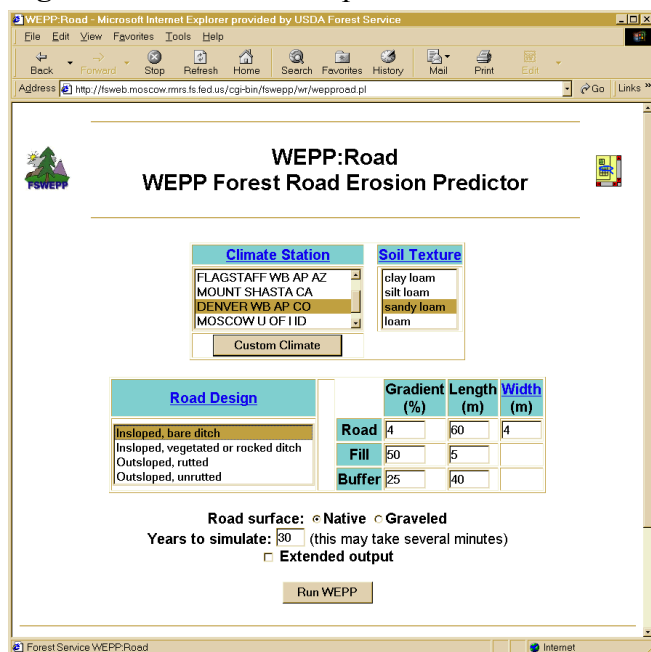 WEPP:Road - Microsoft Internet Explorer provided by USDA Forest Service
File Edit View Favorites Tools Help
Back Forward Stop Refresh Home Search Favorites History Mail Print Edit
Address http://fsweb.moscow.rmrs.fs.fed.us/cgi-bin/fswepp/wr/wepproad.pl Go Links »
WEPP:Road
WEPP Forest Road Erosion Predictor
FSWEPP
Climate Station Soil Texture
FLAGSTAFF WB AP AZ clay loam
MOUNT SHASTA CA silt loam
DENVER WB AP CO sandy loam
MOSCOW U OF I ID loam
Custom Climate
Road Design Gradient (%) Length (m) Width (m)
Insloped, bare ditch Road 4 60 4
Insloped, vegetated or rocked ditch
Outsloped, rutted Fill 50 5
Outsloped, unrutted Buffer 25 40
Road surface: Native Graveled
Years to simulate: 30 (this may take several minutes)
Extended output
Run WEPP
Forest Service WEPP:Road Internet